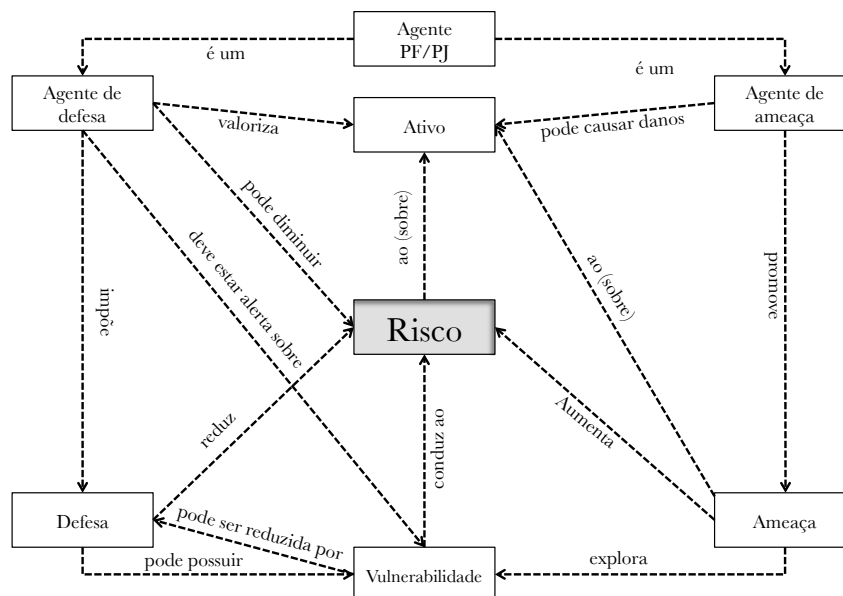 Agente
PF/PJ
é um
é um
Agente de
defesa
Agente de
ameaça
valoriza
Ativo
pode causar danos
pode diminuir
deve estar alerta sobre
ao (sobre)
ao (sobre)
promove
impõe
Risco
reduz
conduz ao
Aumenta
Defesa
pode ser reduzida por
Ameaça
pode possuir
Vulnerabilidade
explora